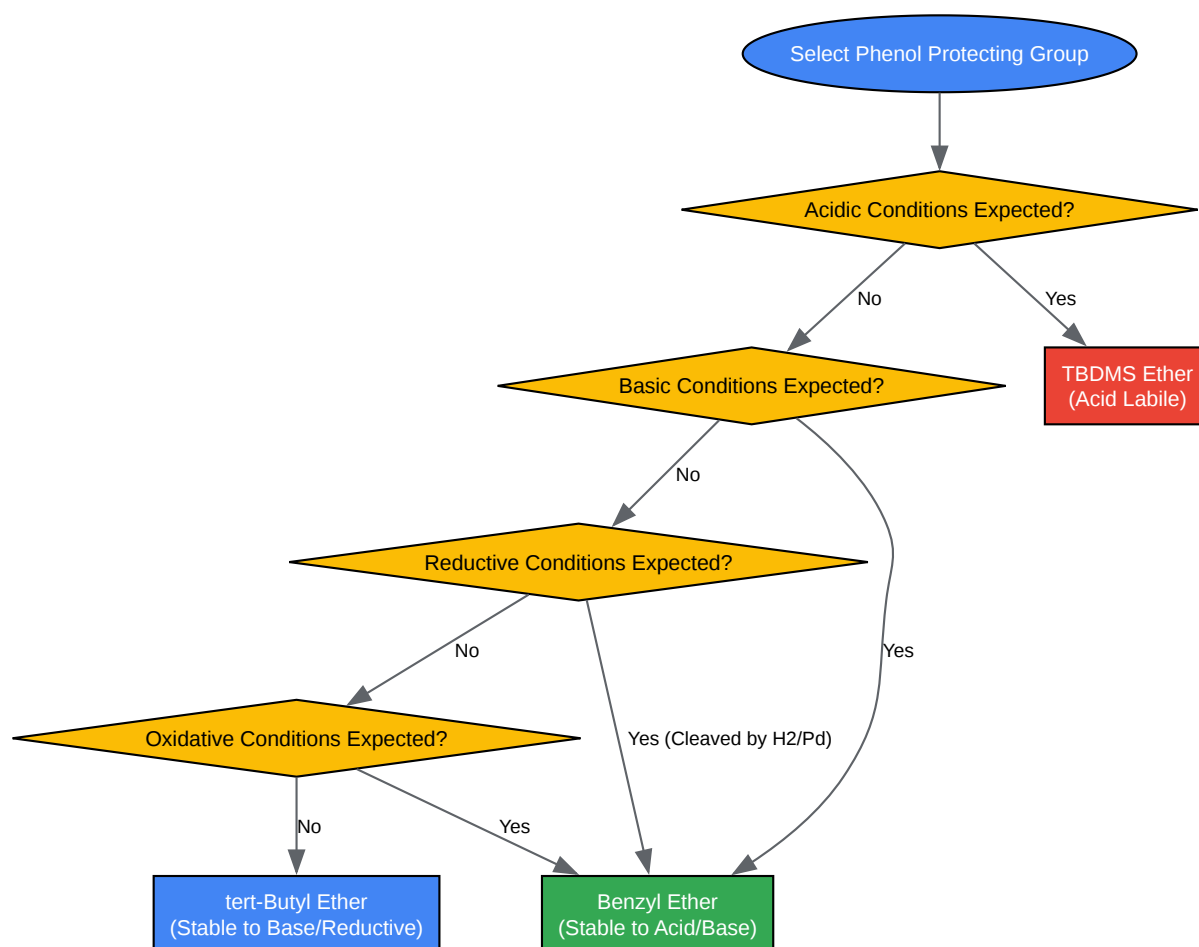 Select Phenol Protecting Group
Acidic Conditions Expected?
No
Yes
Basic Conditions Expected?
TBDMS Ether
(Acid Labile)
No
Yes
Reductive Conditions Expected?
No
Yes (Cleaved by H2/Pd)
Oxidative Conditions Expected?
No
Yes
tert-Butyl Ether
(Stable to Base/Reductive)
Benzyl Ether
(Stable to Acid/Base)